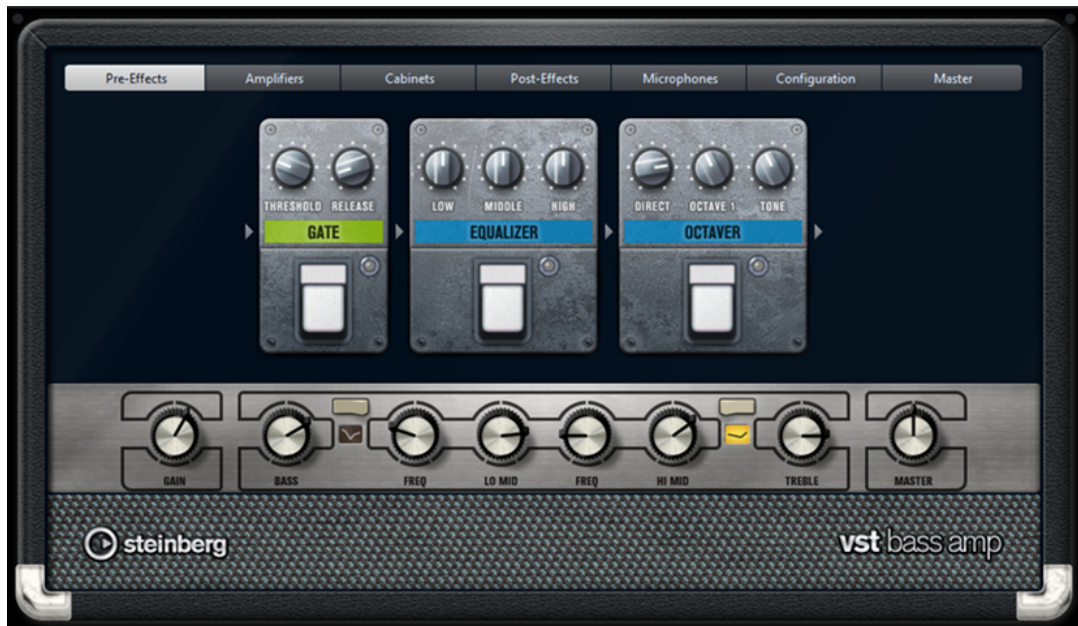 Pre-Effects Amplifiers Cabinets Post-Effects Microphones Configuration Master
THRESHOLD RELEASE LOW MIDDLE HIGH DIRECT OCTAVE 1 TONE
GATE EQUALIZER OCTAVER
GAIN BASS FREQ LO MID FREQ HI MID TREBLE MASTER
steinberg vst bass amp